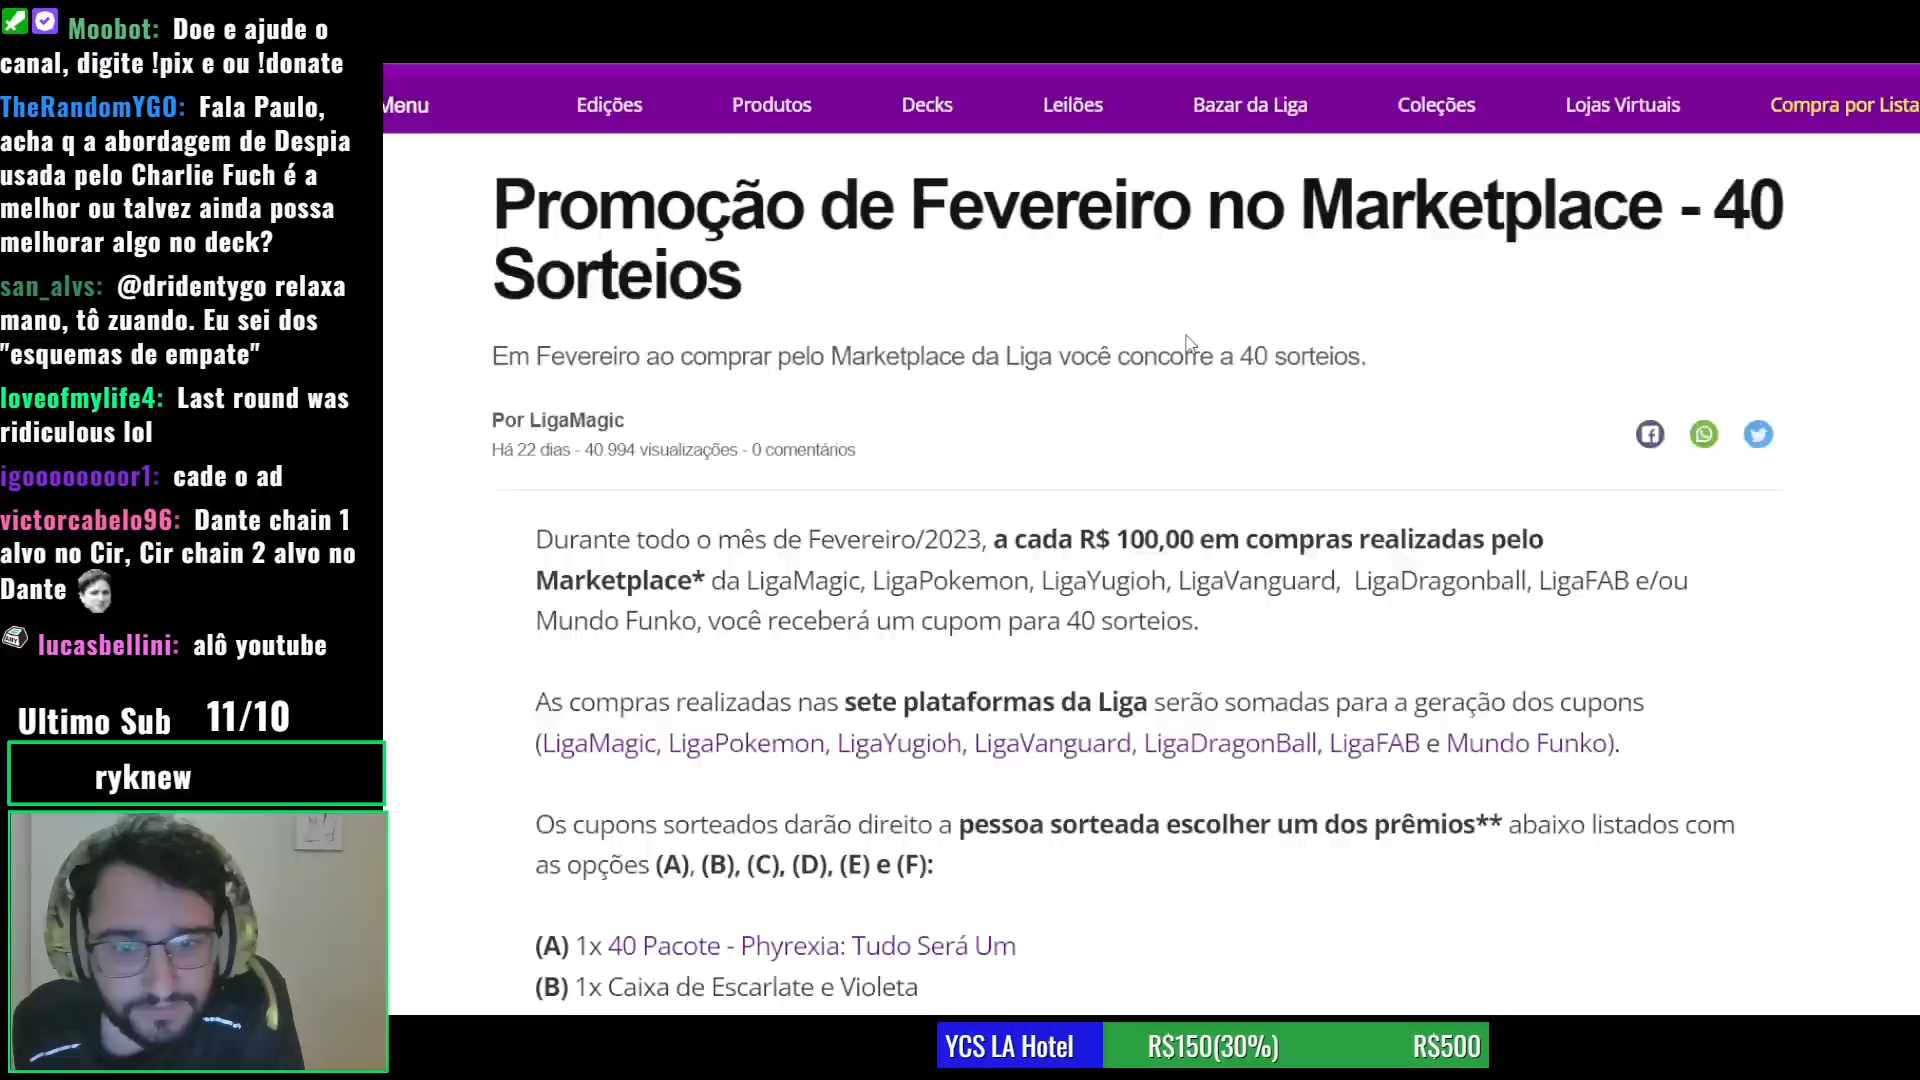 Moobot: Doe e ajude o
canal, digite !pix e ou !donate
TheRandomYGO: Fala Paulo,
acha q a abordagem de Despia
usada pelo Charlie Fuch é a
melhor ou talvez ainda possa
melhorar algo no deck?
san_alvs: @dridentygo relaxa
mano, tô zuando. Eu sei dos
"esquemas de empate"
loveofmylife4: Last round was
ridiculous lol
igoooooooor1: cade o ad
victorcabelo96: Dante chain 1
alvo no Cir, Cir chain 2 alvo no
Dante
lucasbellini: alô youtube
Ultimo Sub 11/10
ryknew
Menu Edições Produtos Decks Leilões Bazar da Liga Coleções Lojas Virtuais Compra por Lista
Promoção de Fevereiro no Marketplace - 40
Sorteios
Em Fevereiro ao comprar pelo Marketplace da Liga você concorre a 40 sorteios.
Por LigaMagic
Há 22 dias - 40.994 visualizações - 0 comentários
Durante todo o mês de Fevereiro/2023, a cada R$ 100,00 em compras realizadas pelo
Marketplace* da LigaMagic, LigaPokemon, LigaYugioh, LigaVanguard, LigaDragonball, LigaFAB e/ou
Mundo Funko, você receberá um cupom para 40 sorteios.
As compras realizadas nas sete plataformas da Liga serão somadas para a geração dos cupons
(LigaMagic, LigaPokemon, LigaYugioh, LigaVanguard, LigaDragonBall, LigaFAB e Mundo Funko).
Os cupons sorteados darão direito a pessoa sorteada escolher um dos prêmios** abaixo listados com
as opções (A), (B), (C), (D), (E) e (F):
(A) 1x 40 Pacote - Phyrexia: Tudo Será Um
(B) 1x Caixa de Escarlate e Violeta
YCS LA Hotel R$150(30%) R$500